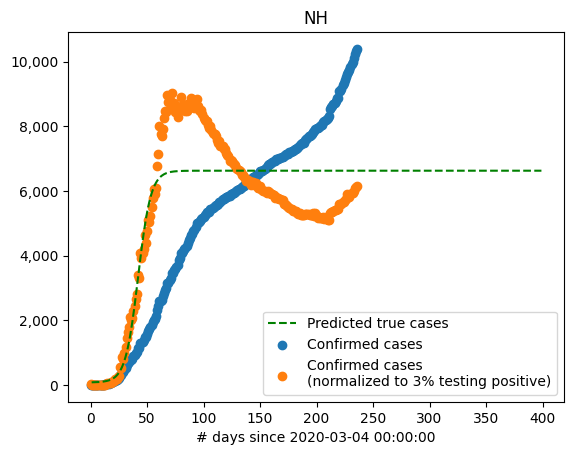 NH
10,000
8,000
6,000
4,000
2,000
0
Predicted true cases
Confirmed cases
Confirmed cases
(normalized to 3% testing positive)
0 50 100 150 200 250 300 350 400
# days since 2020-03-04 00:00:00